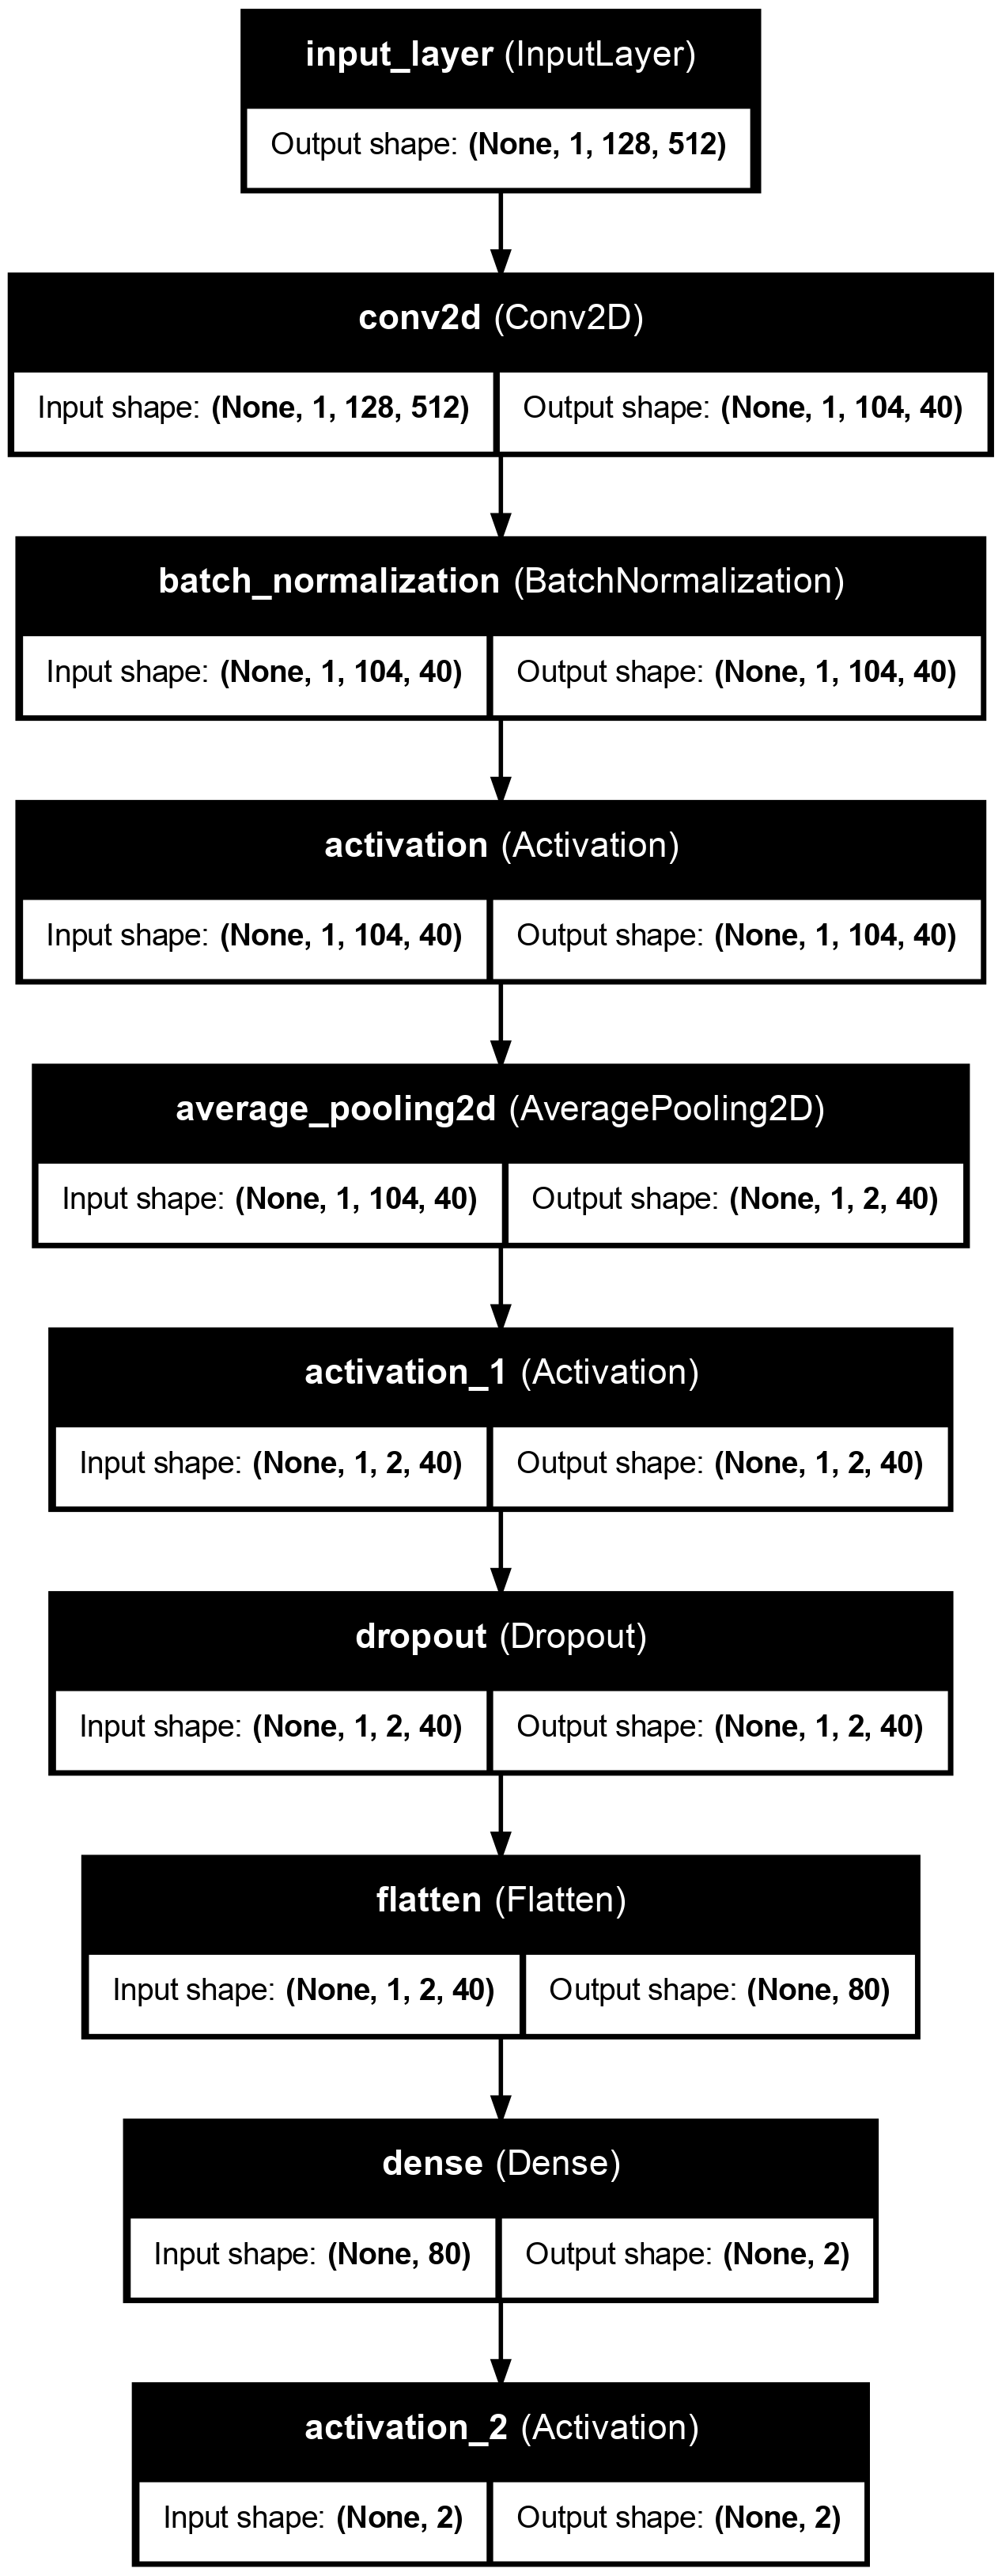 input_layer (InputLayer)
Output shape: (None, 1, 128, 512)
conv2d (Conv2D)
Input shape: (None, 1, 128, 512) Output shape: (None, 1, 104, 40)
batch_normalization (BatchNormalization)
Input shape: (None, 1, 104, 40) Output shape: (None, 1, 104, 40)
activation (Activation)
Input shape: (None, 1, 104, 40) Output shape: (None, 1, 104, 40)
average_pooling2d (AveragePooling2D)
Input shape: (None, 1, 104, 40) Output shape: (None, 1, 2, 40)
activation_1 (Activation)
Input shape: (None, 1, 2, 40) Output shape: (None, 1, 2, 40)
dropout (Dropout)
Input shape: (None, 1, 2, 40) Output shape: (None, 1, 2, 40)
flatten (Flatten)
Input shape: (None, 1, 2, 40) Output shape: (None, 80)
dense (Dense)
Input shape: (None, 80) Output shape: (None, 2)
activation_2 (Activation)
Input shape: (None, 2) Output shape: (None, 2)